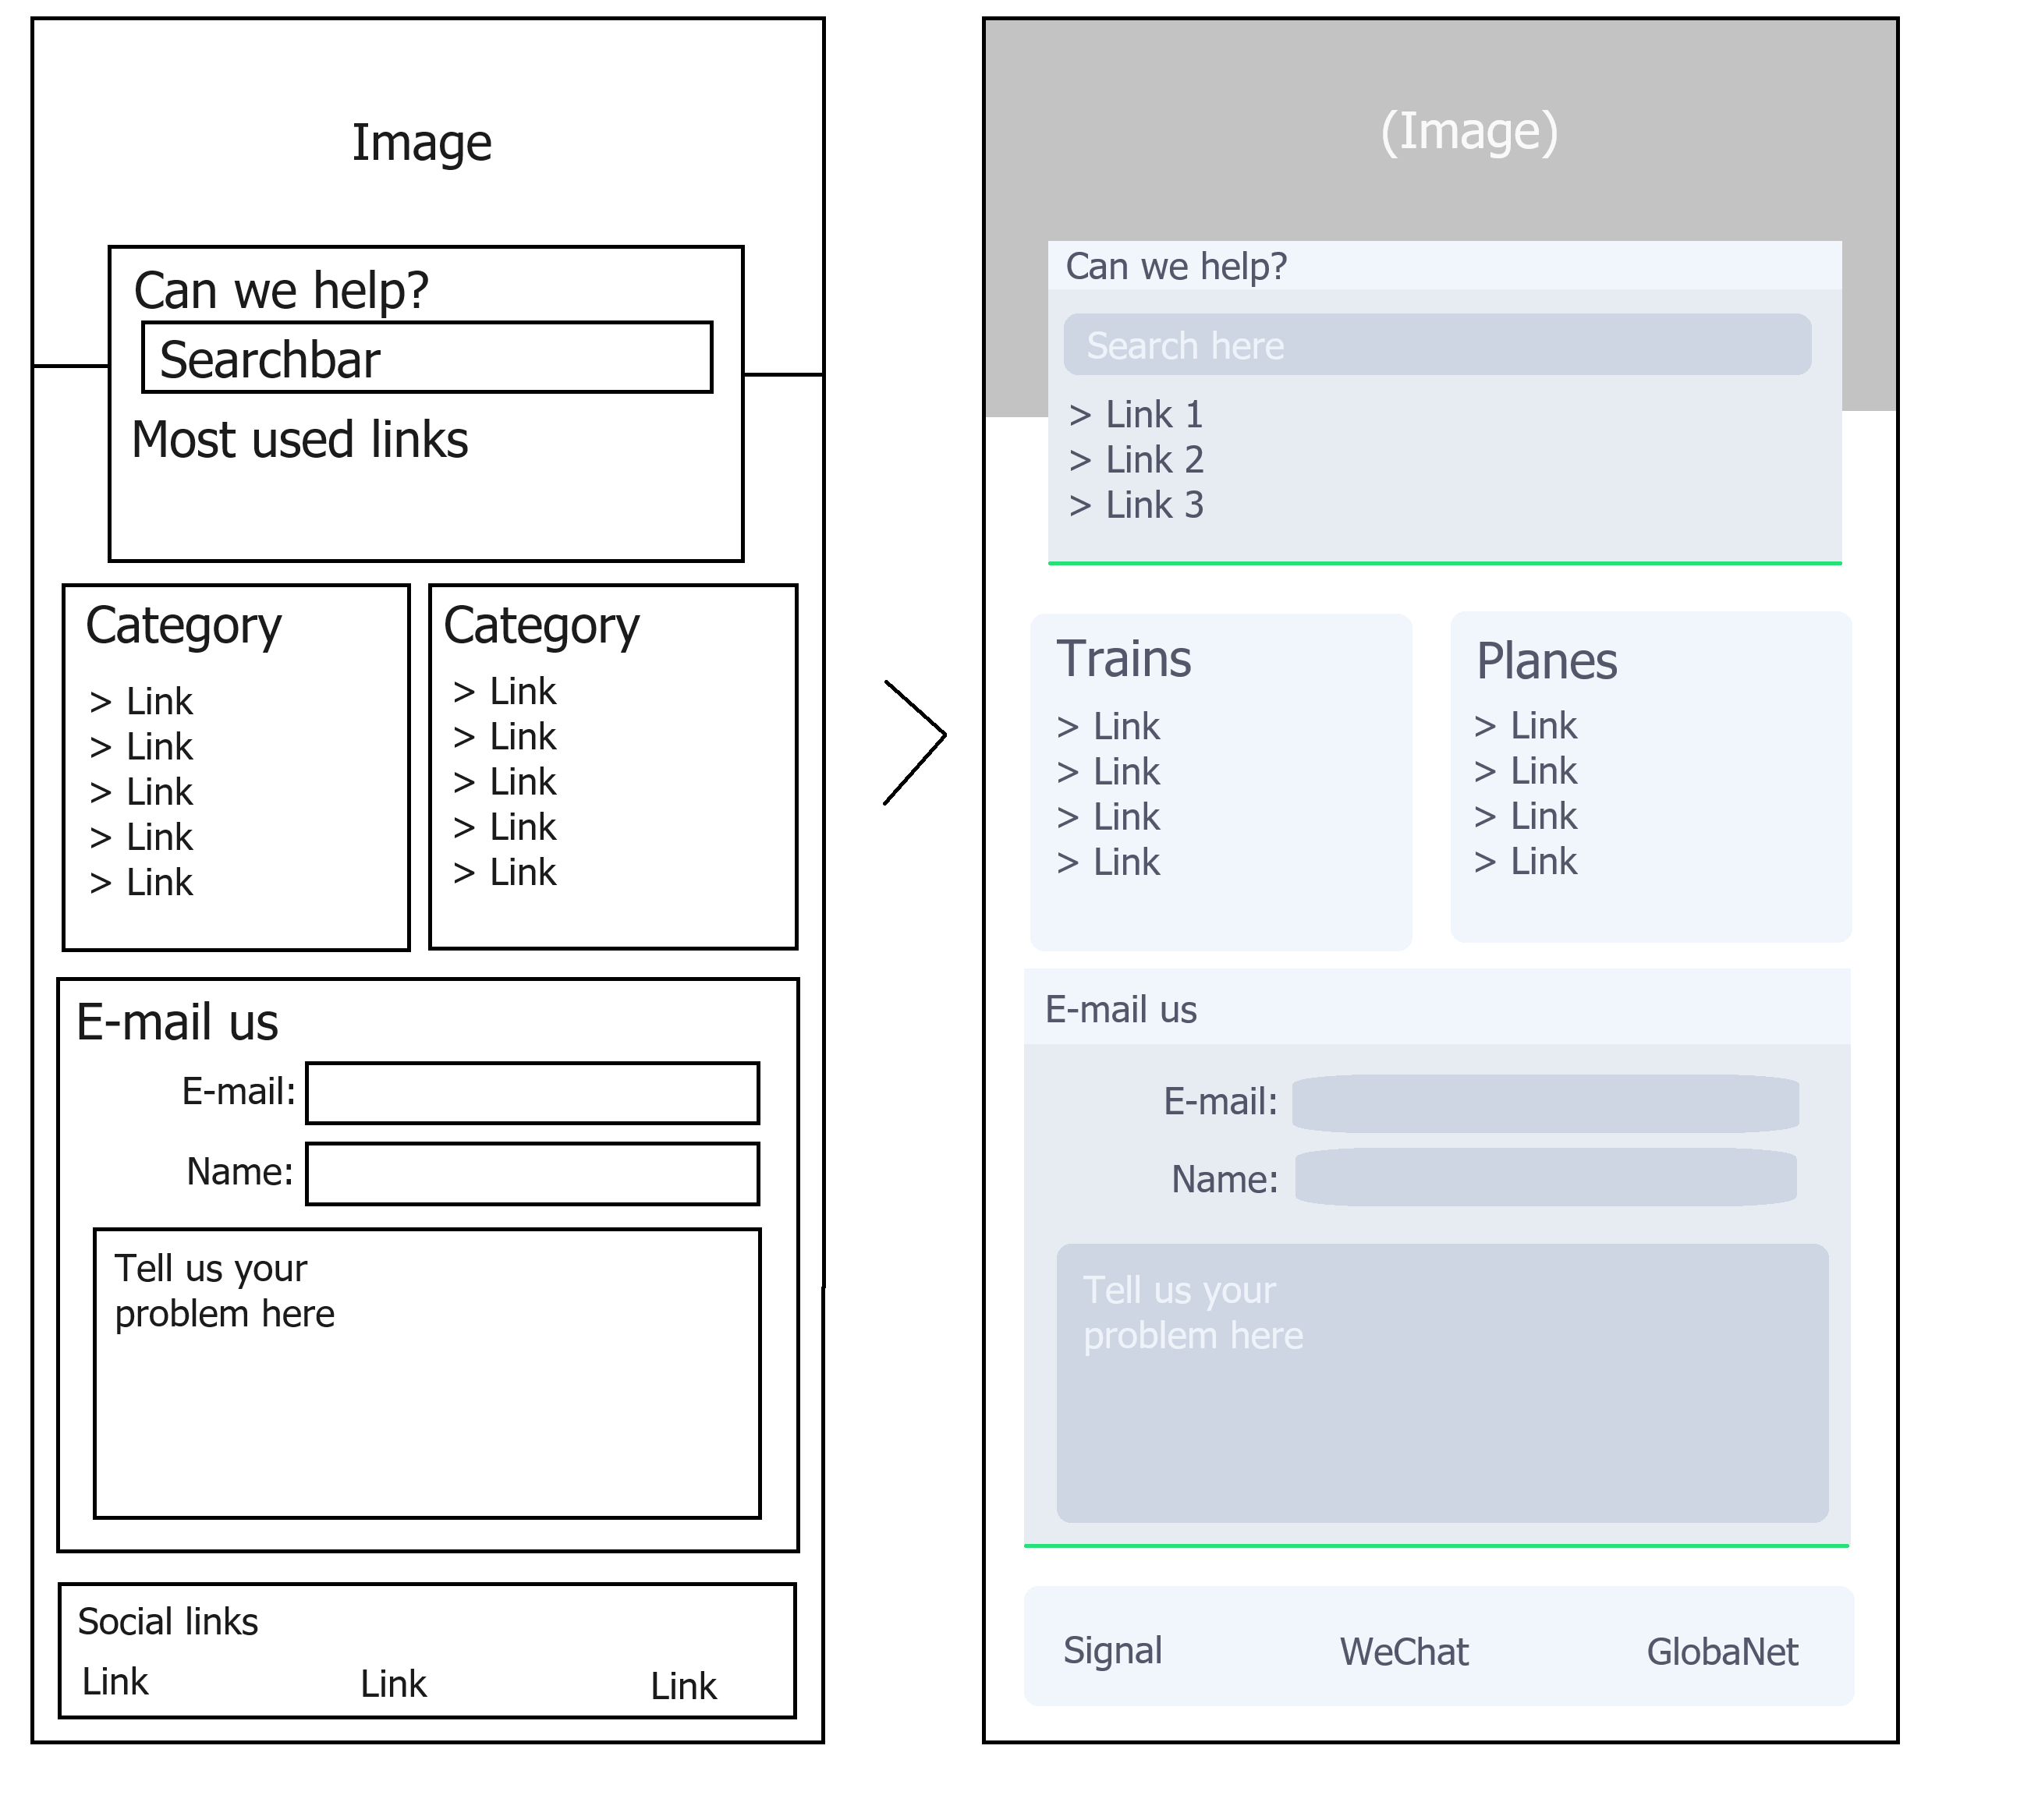 Image
Can we help?
Searchbar
Most used links
Category
> Link
> Link
> Link
> Link
> Link
Category
> Link
> Link
> Link
> Link
> Link
E-mail us
E-mail:
Name:
Tell us your
problem here
Social links
Link
Link
Link
(Image)
Can we help?
Search here
> Link 1
> Link 2
> Link 3
Trains
> Link
> Link
> Link
> Link
Planes
> Link
> Link
> Link
> Link
E-mail us
E-mail:
Name:
Tell us your
problem here
Signal
WeChat
GlobaNet